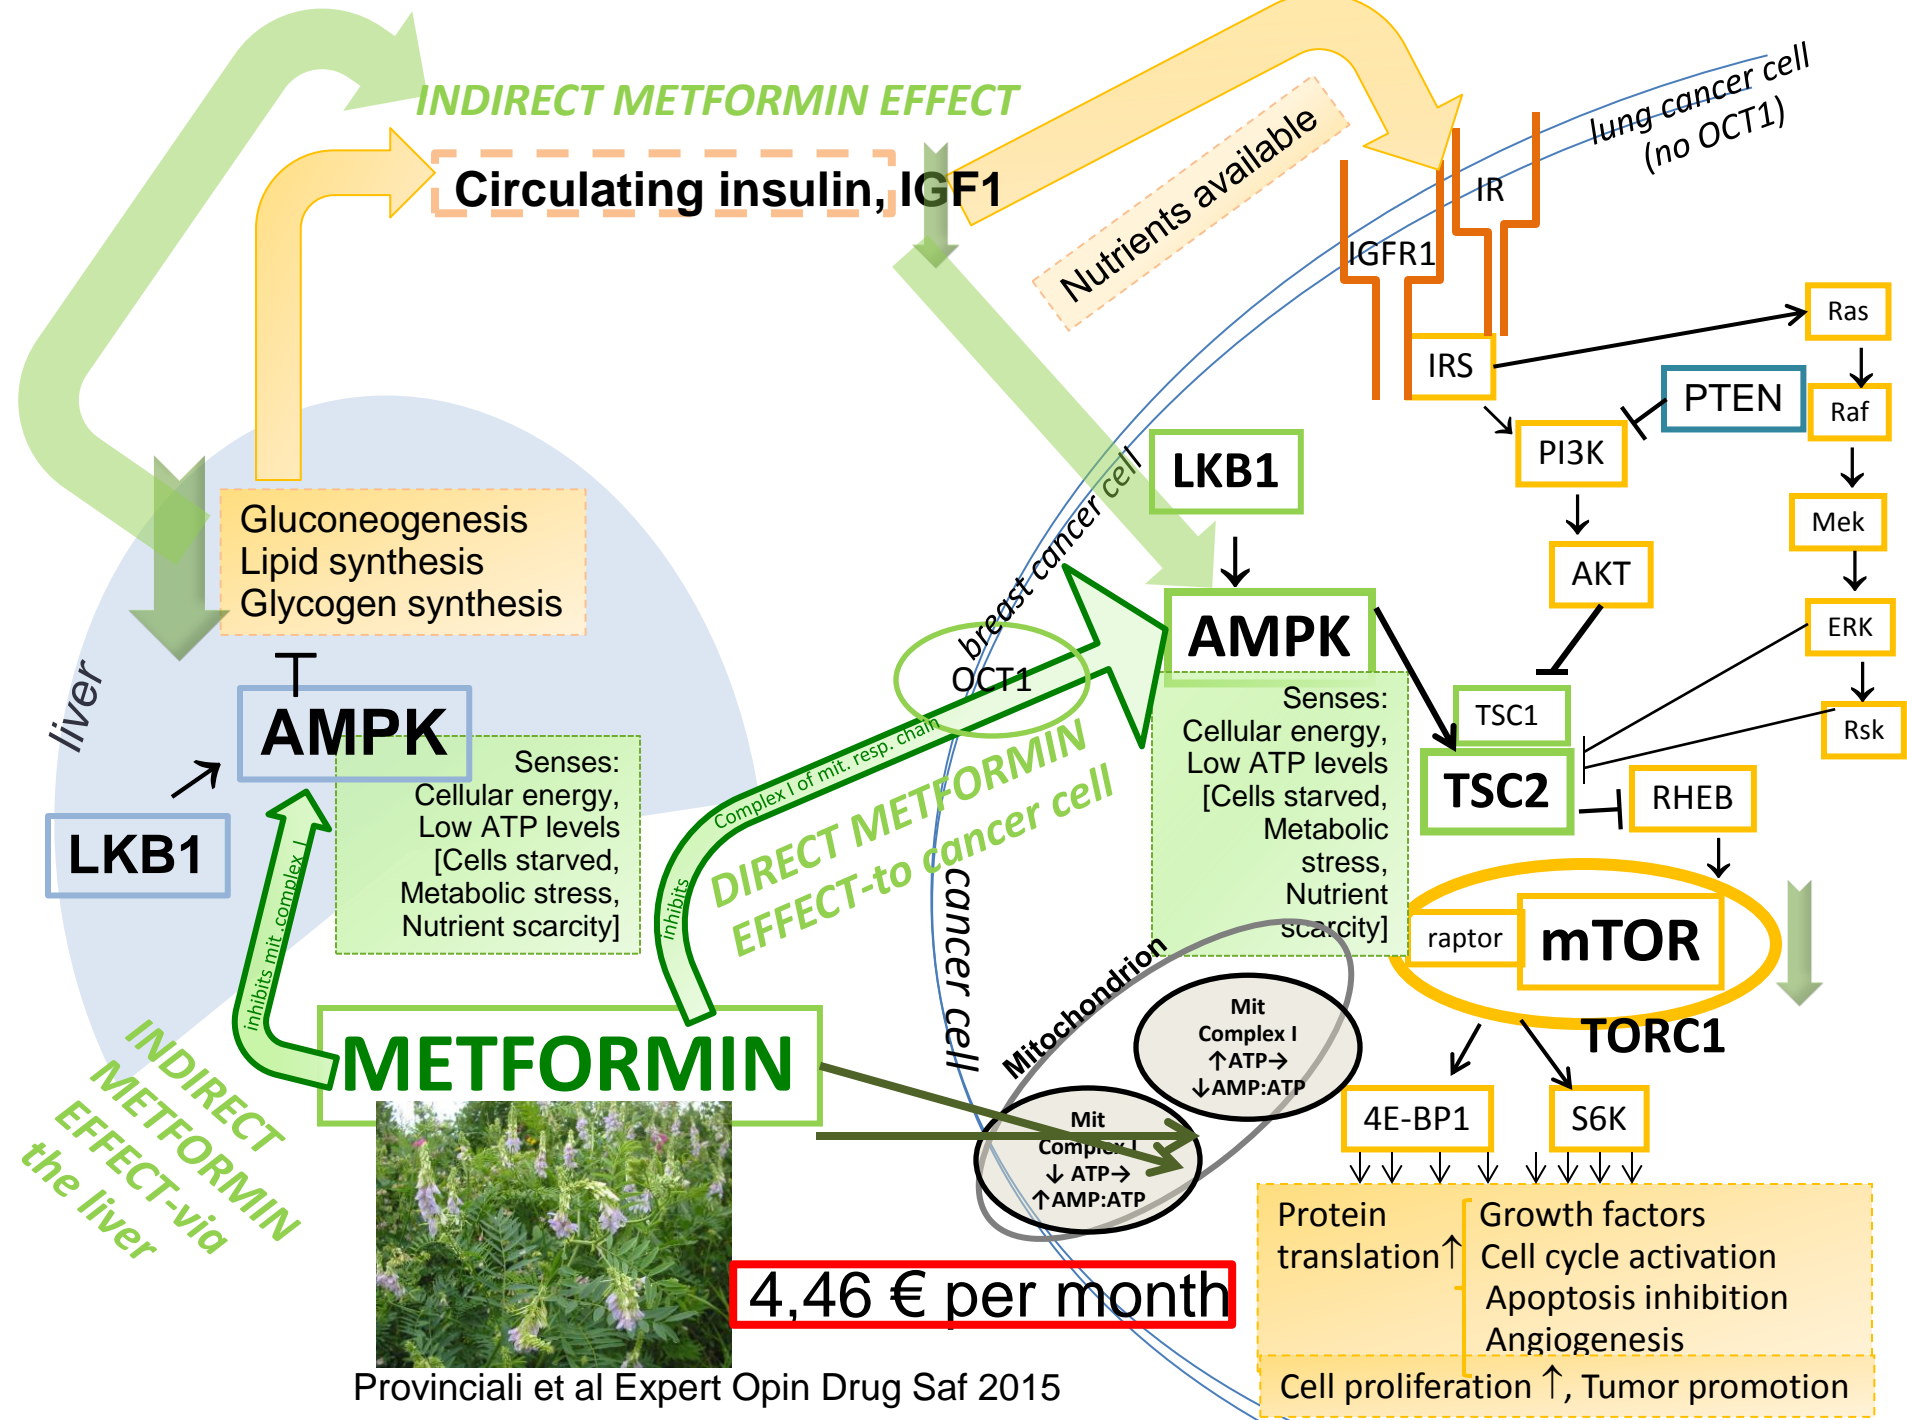 INDIRECT METFORMIN EFFECT
Circulating insulin, IGF1
Nutrients available
lung cancer cell
(no OCT1)
IR
IGFR1
IRS
Ras
PTEN
Raf
PI3K
Mek
AKT
ERK
Rsk
LKB1
breast cancer cell
AMPK
OCT1
Senses:
Cellular energy,
Low ATP levels
[Cells starved,
Metabolic
stress,
Nutrient
scarcity]
TSC1
TSC2
RHEB
raptor
mTOR
TORC1
4E-BP1
S6K
Protein
translation↑
Growth factors
Cell cycle activation
Apoptosis inhibition
Angiogenesis
Cell proliferation ↑, Tumor promotion
Gluconeogenesis
Lipid synthesis
Glycogen synthesis
liver
AMPK
LKB1
Senses:
Cellular energy,
Low ATP levels
[Cells starved,
Metabolic stress,
Nutrient scarcity]
inhibits mit .complex I
inhibits
Complex I of mit. resp. chain
DIRECT METFORMIN
EFFECT-to cancer cell
cancer cell
Mitochondrion
Mit
Complex I
↑ATP→
↓AMP:ATP
Mit
Complex I
↓ ATP→
↑AMP:ATP
INDIRECT
METFORMIN
EFFECT-via
the liver
METFORMIN
4,46 € per month
Provinciali et al Expert Opin Drug Saf 2015